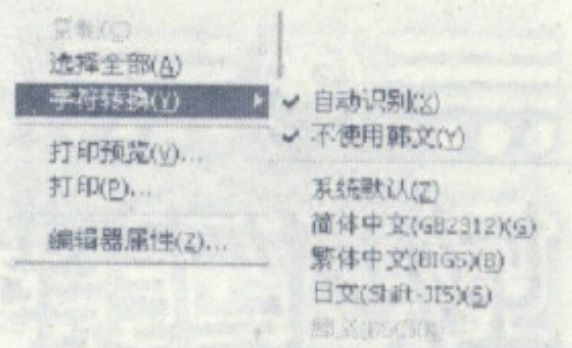 复制(C)
选择全部(A)
字符转换(Y)
打印预览(V)...
打印(P)...
编辑器属性(Z)...
自动识别(X)
不使用韩文(Y)
系统默认(Z)
简体中文(GB2312)(G)
繁体中文(BIG5)(B)
日文(Shift-JIS)(S)